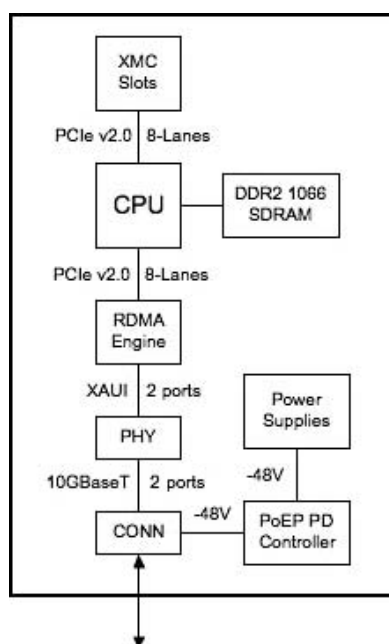 XMC
Slots
PCIe v2.0 8-Lanes
CPU
DDR2 1066
SDRAM
PCIe v2.0 8-Lanes
RDMA
Engine
XAUI 2 ports
Power
Supplies
PHY
-48V
10GBaseT 2 ports
-48V
CONN
PoEP PD
Controller